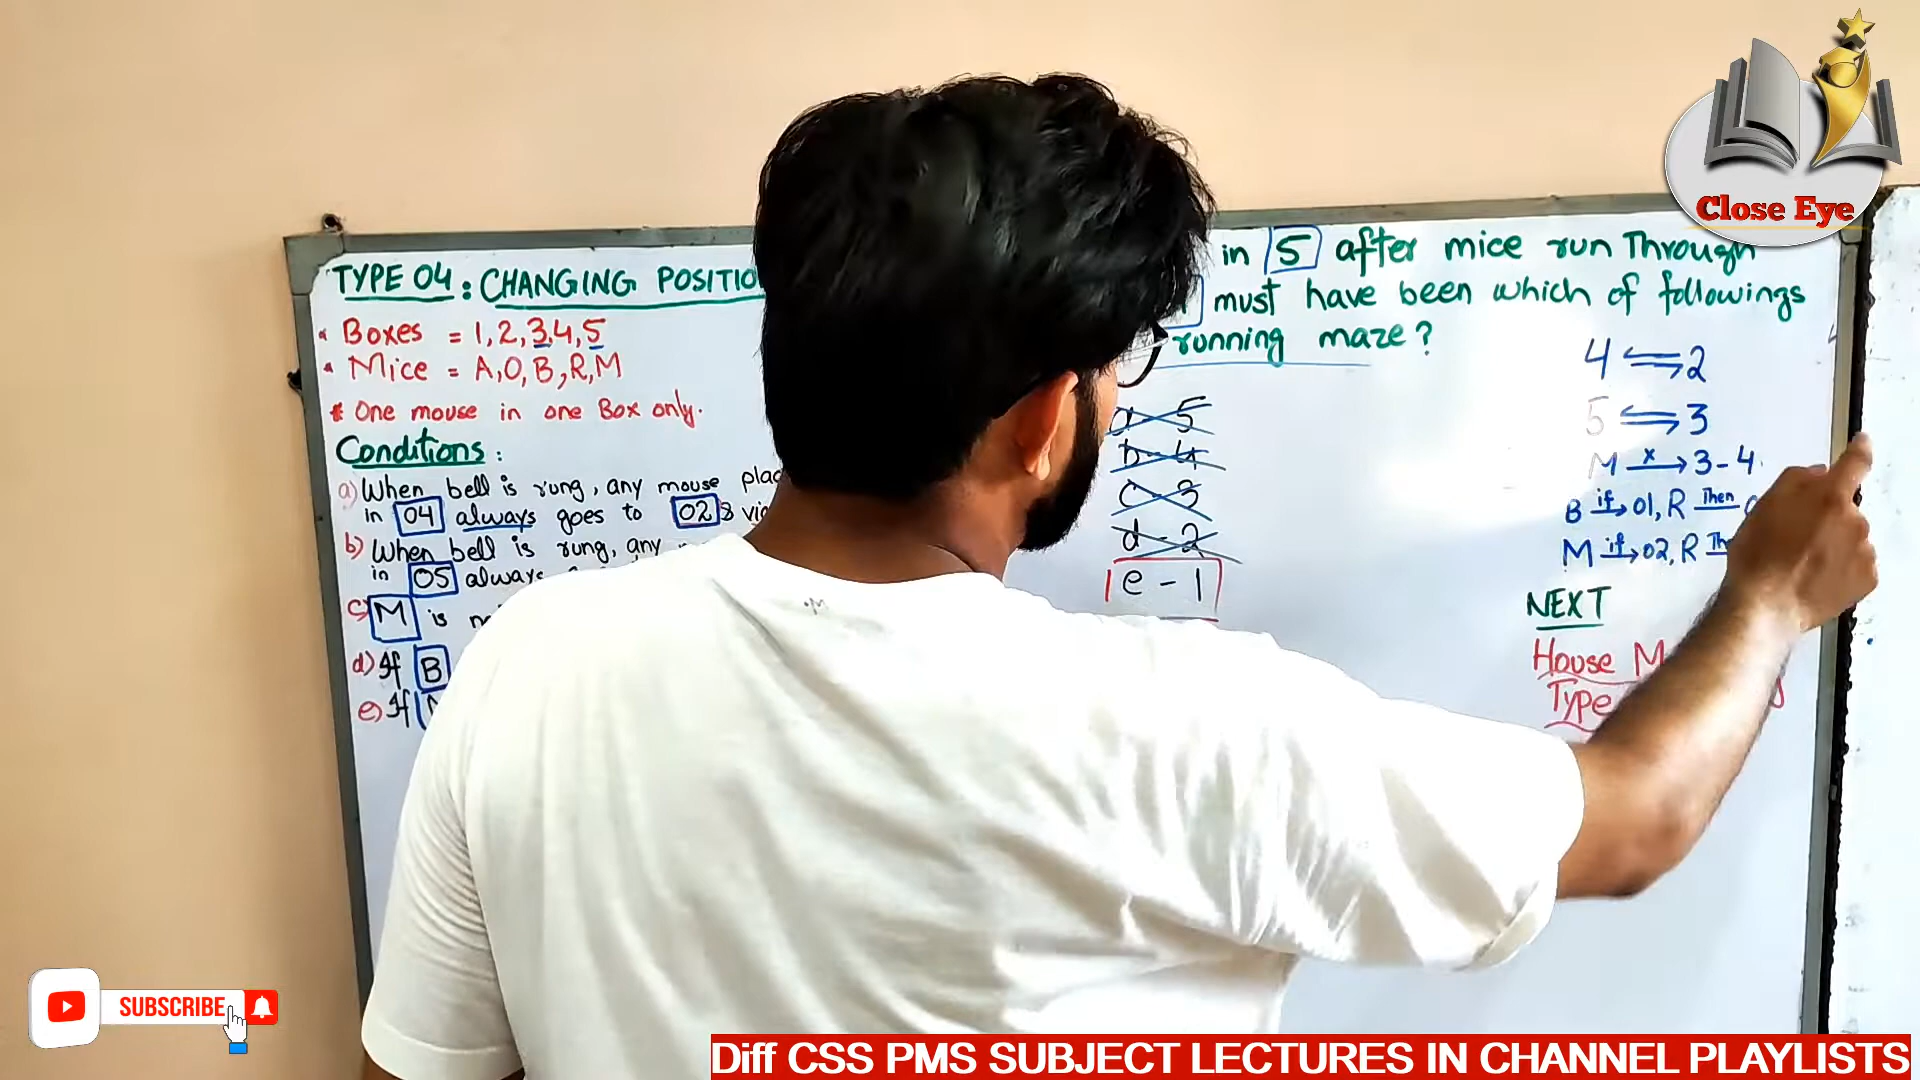 TYPE 04: CHANGING POSITIO
Boxes = 1,2,3,4,5
Mice = A,O,B,R,M
* One mouse in one Box only.
Conditions:
a) When bell is rung, any mouse plac
in 04 always goes to 02 & vic
b) When bell is rung, any
in 05 always
c) M is
d) If B
e) If
in 5 after mice run Through
must have been which of followings
running maze?
a - 5
b - 4
c - 3
d - 2
e - 1
4 ⇌ 2
5 ⇌ 3
M x→ 3-4
B if→ 01, R Then
M if→ 02, R
NEXT
House
Type
Close Eye
SUBSCRIBE
Diff CSS PMS SUBJECT LECTURES IN CHANNEL PLAYLISTS